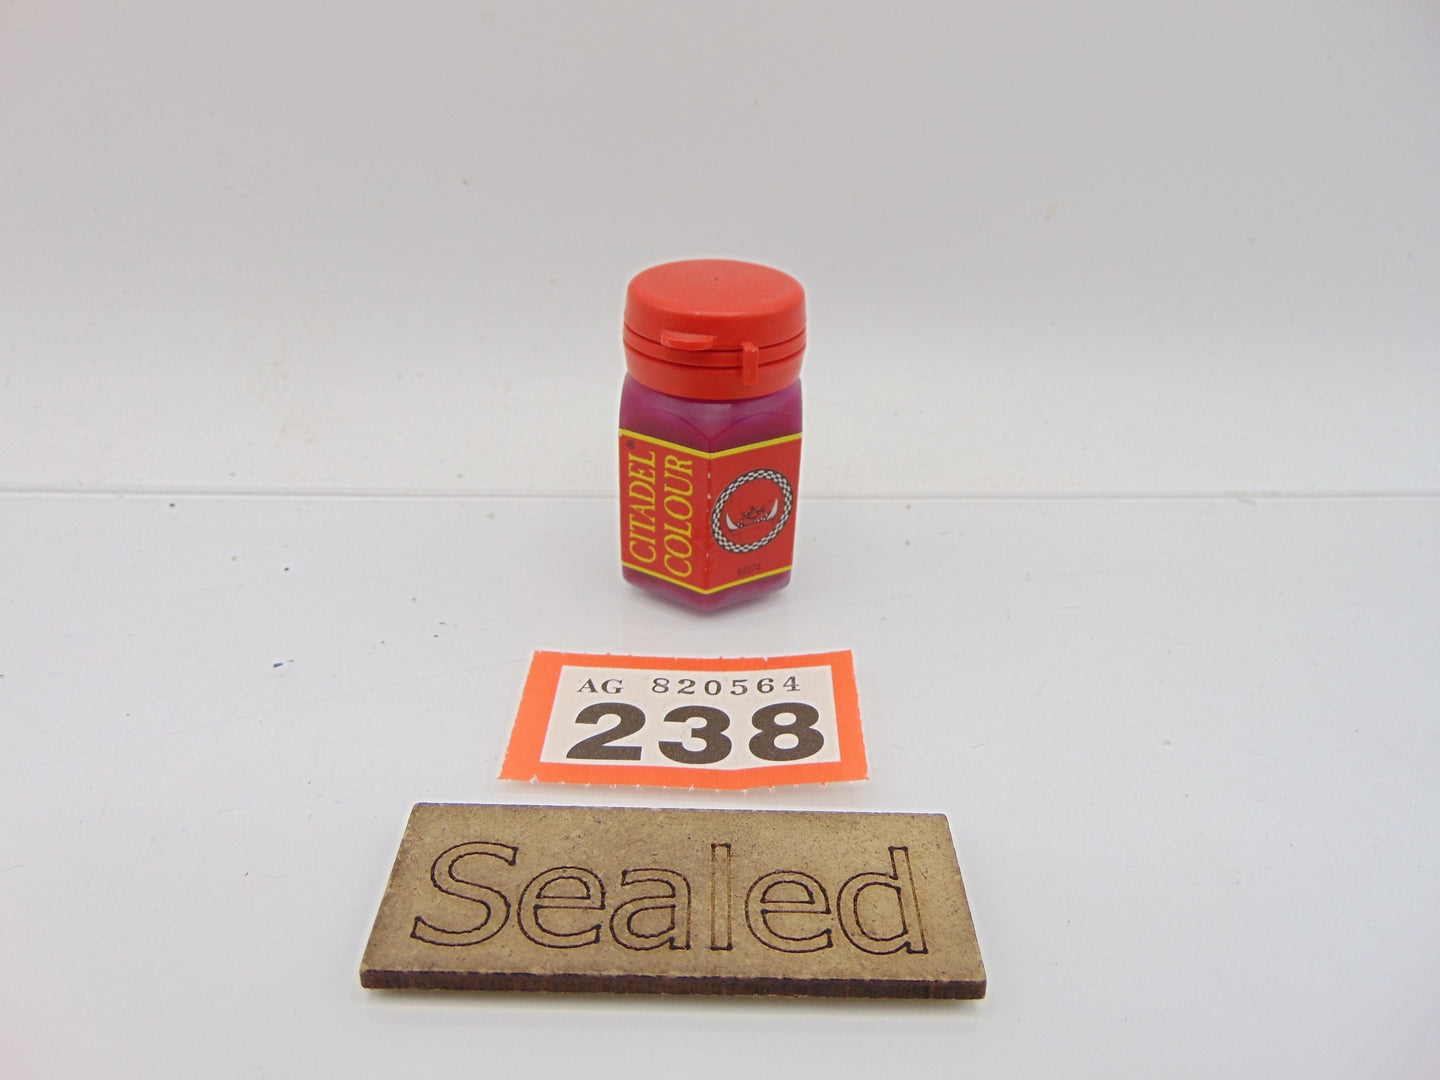 CITADEL®
COLOUR
AG 820564
238
Sealed